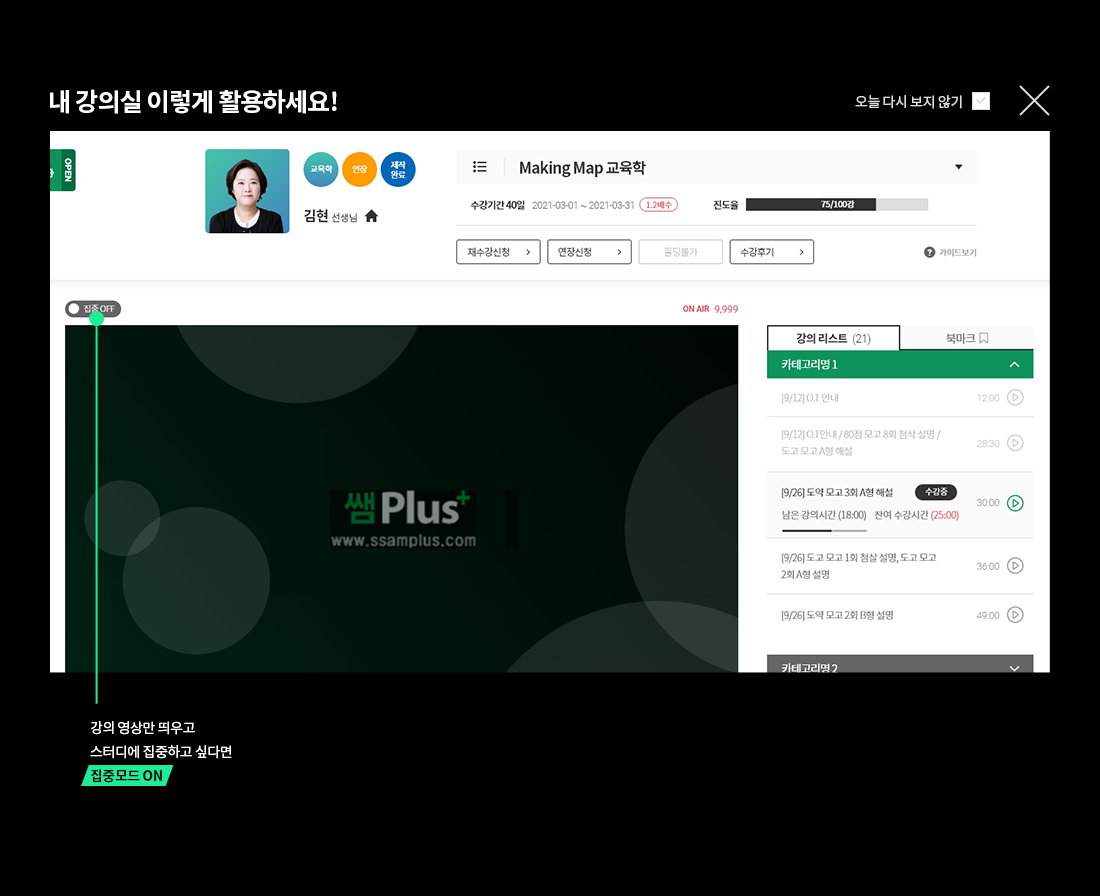 내 강의실 이렇게 활용하세요!
오늘 다시 보지 않기
OPEN
교육학
연장
제작
완료
김현 선생님
Making Map 교육학
수강기간 40일 2021-03-01 ~ 2021-03-31 1.2배수
진도율 75/100강
재수강신청
연장신청
홀딩불가
수강후기
? 가이드보기
집중 OFF
ON AIR 9,999
강의 리스트 (21)
북마크
카테고리명 1
[9/12] O.T 안내 12:00
[9/12] O.T 안내 / 80점 모고 8회 첨삭 설명 /
도고 모고 A형 해설
28:30
[9/26] 도약 모고 3회 A형 해설 수강중
남은 강의시간 (18:00) 잔여 수강시간 (25:00)
30:00
[9/26] 도고 모고 1회 첨삭 설명, 도고 모고
2회 A형 설명
36:00
[9/26] 도약 모고 2회 B형 설명 49:00
카테고리명 2
쌤Plus+
www.ssamplus.com
강의 영상만 띄우고
스터디에 집중하고 싶다면
집중모드 ON